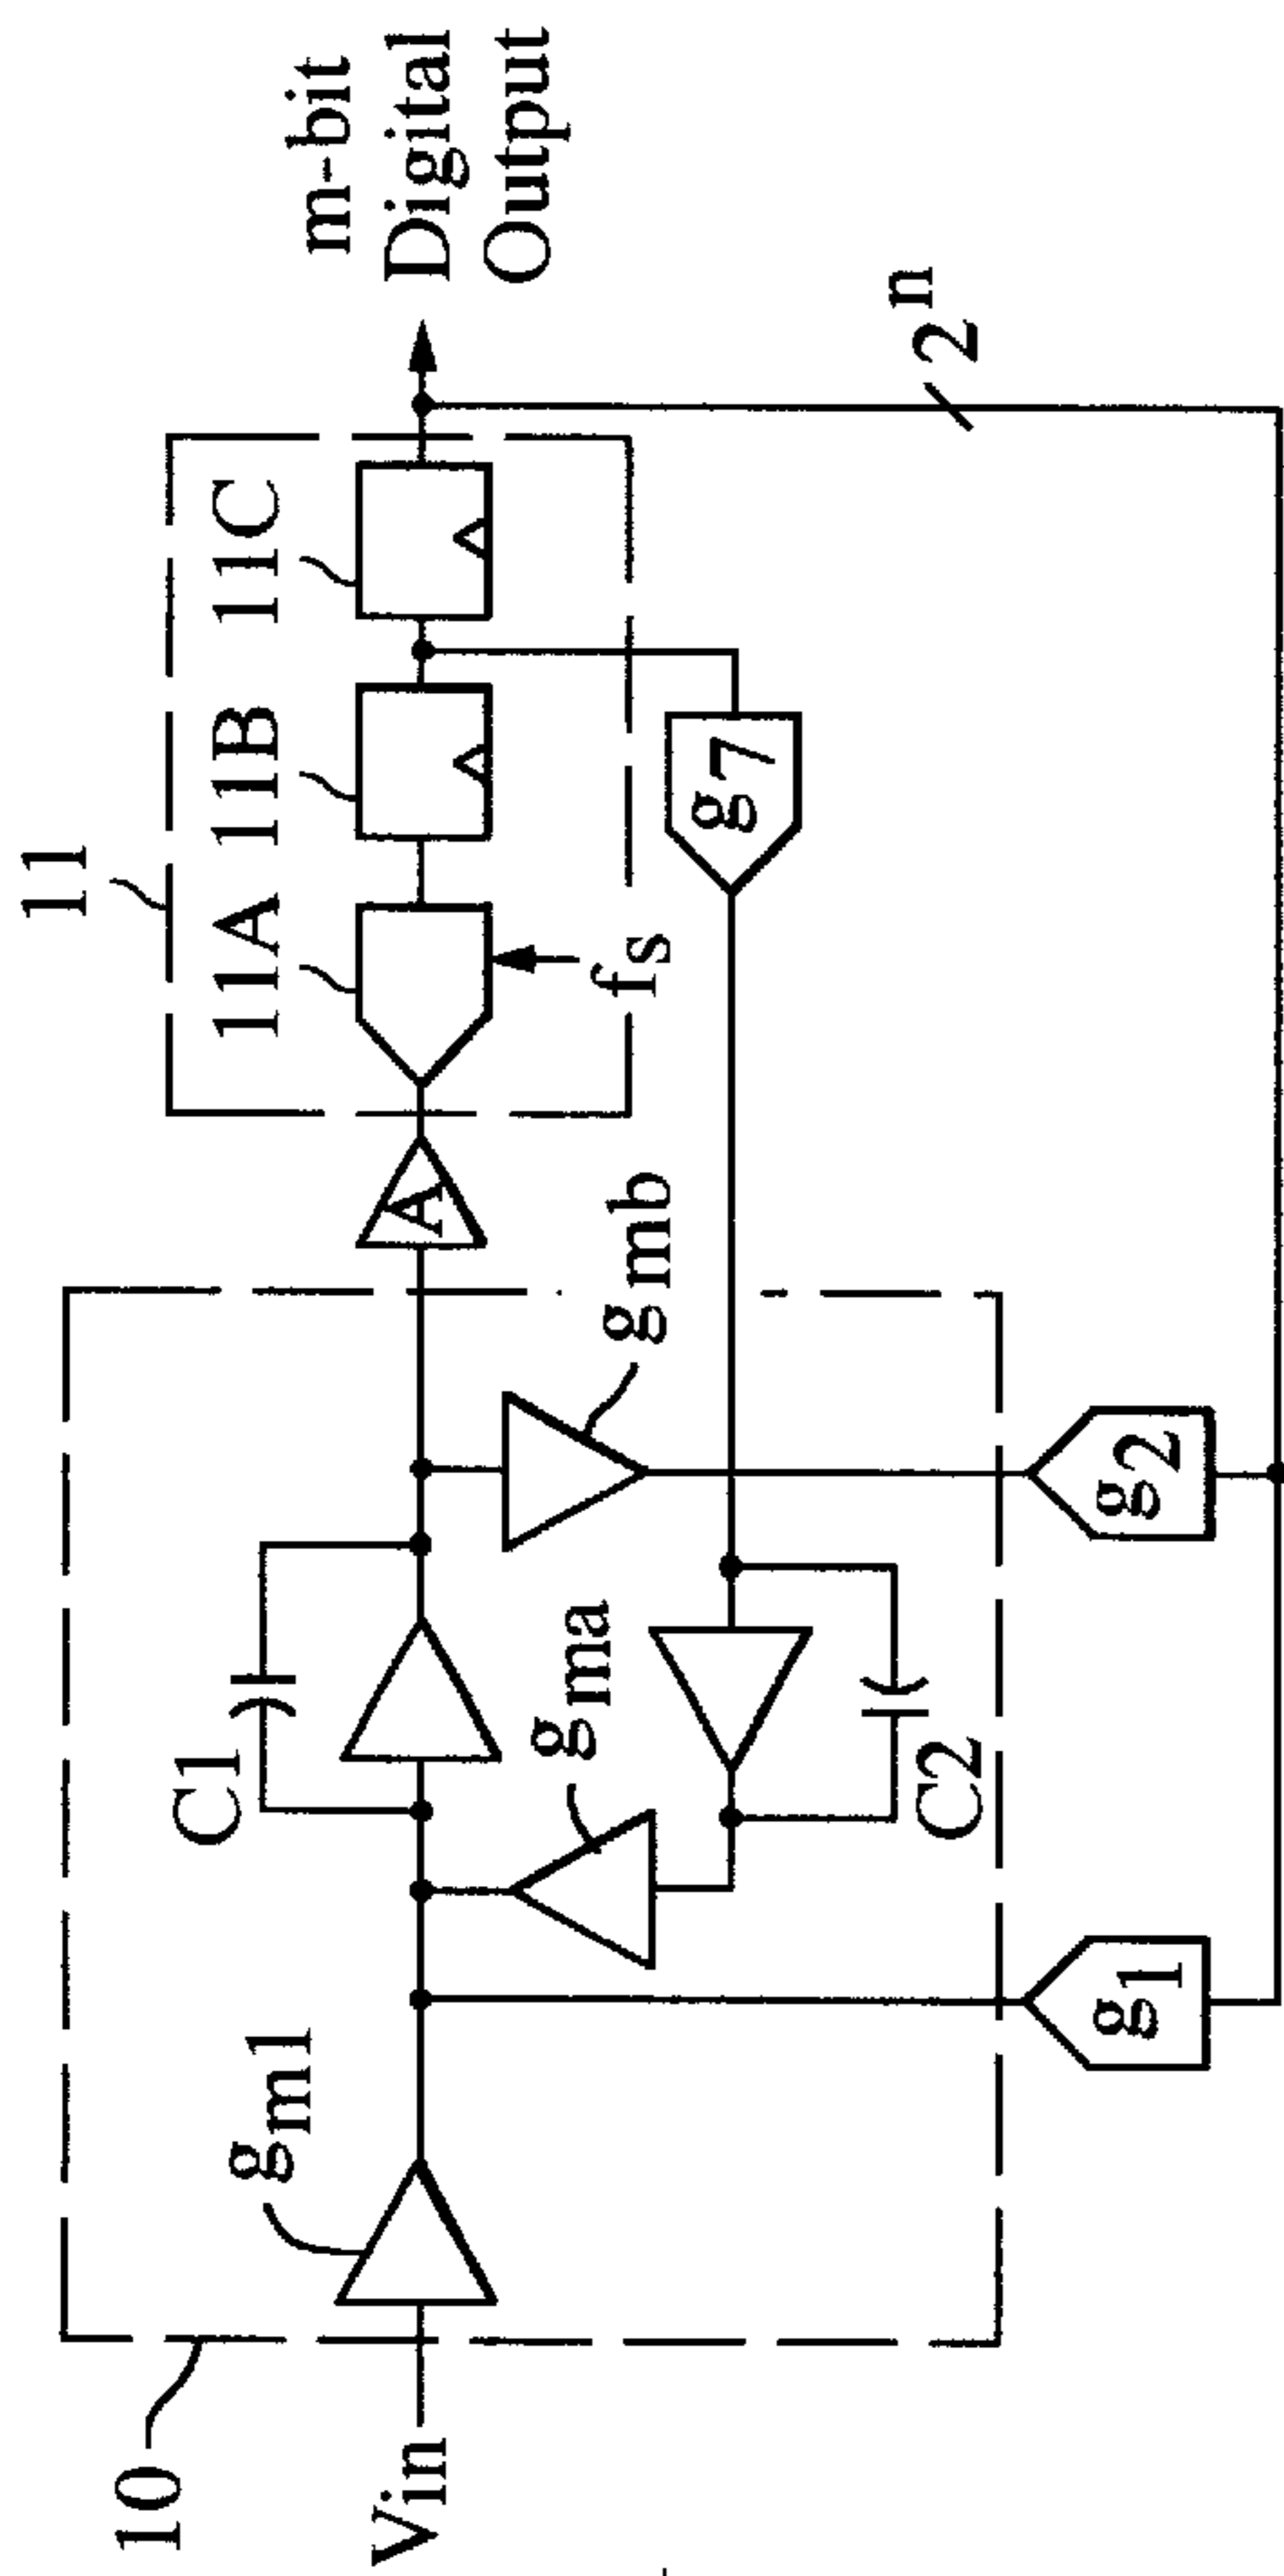 10
Vin
gm1
C1
gma
C2
gmb
A
11
11A
11B
11C
fs
g7
g1
g2
2n
m-bit
Digital
Output